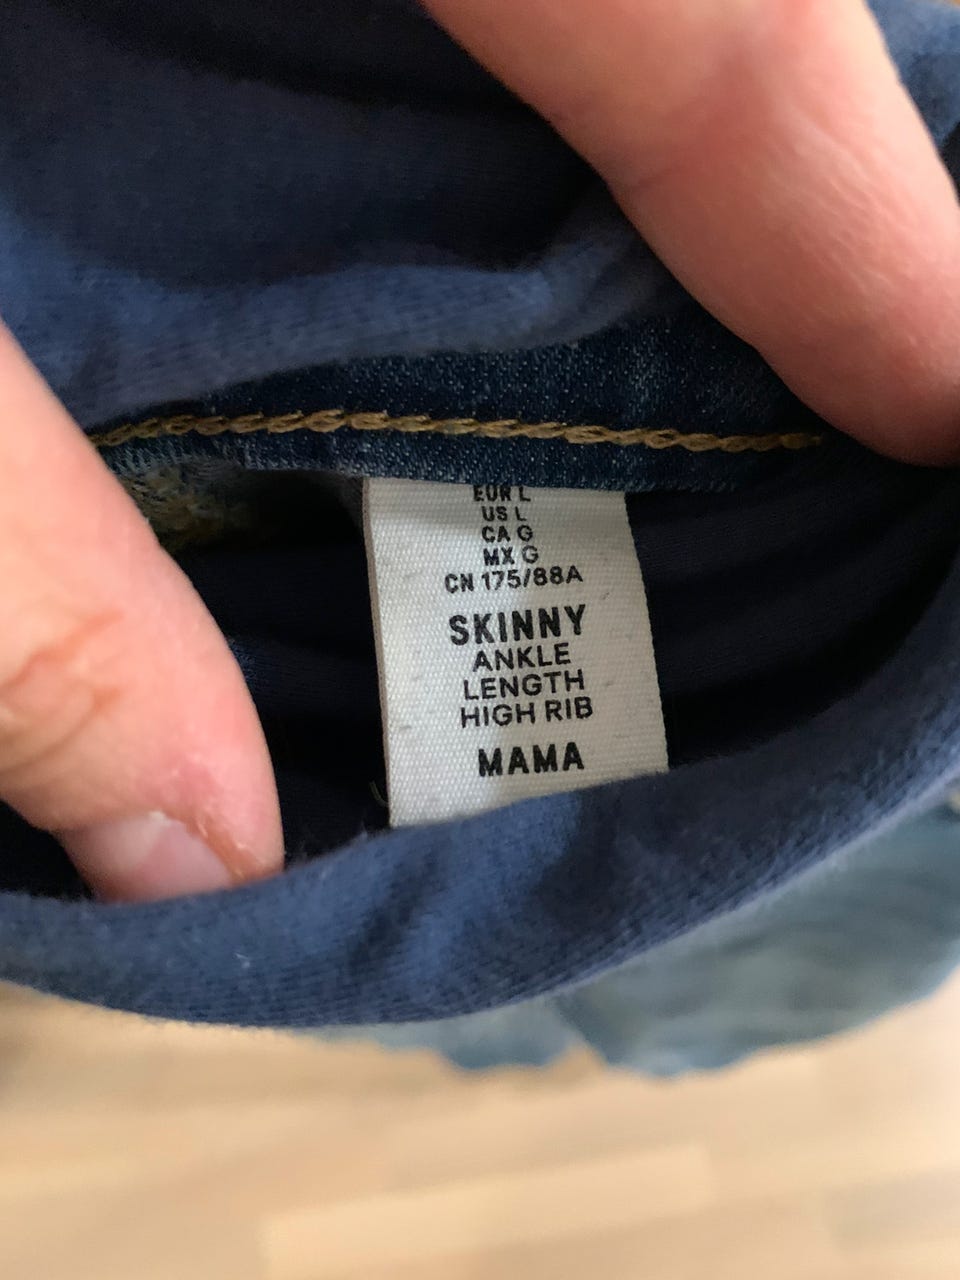 EUR L
US L
CA G
MX G
CN 175/88A
SKINNY
ANKLE
LENGTH
HIGH RIB
MAMA